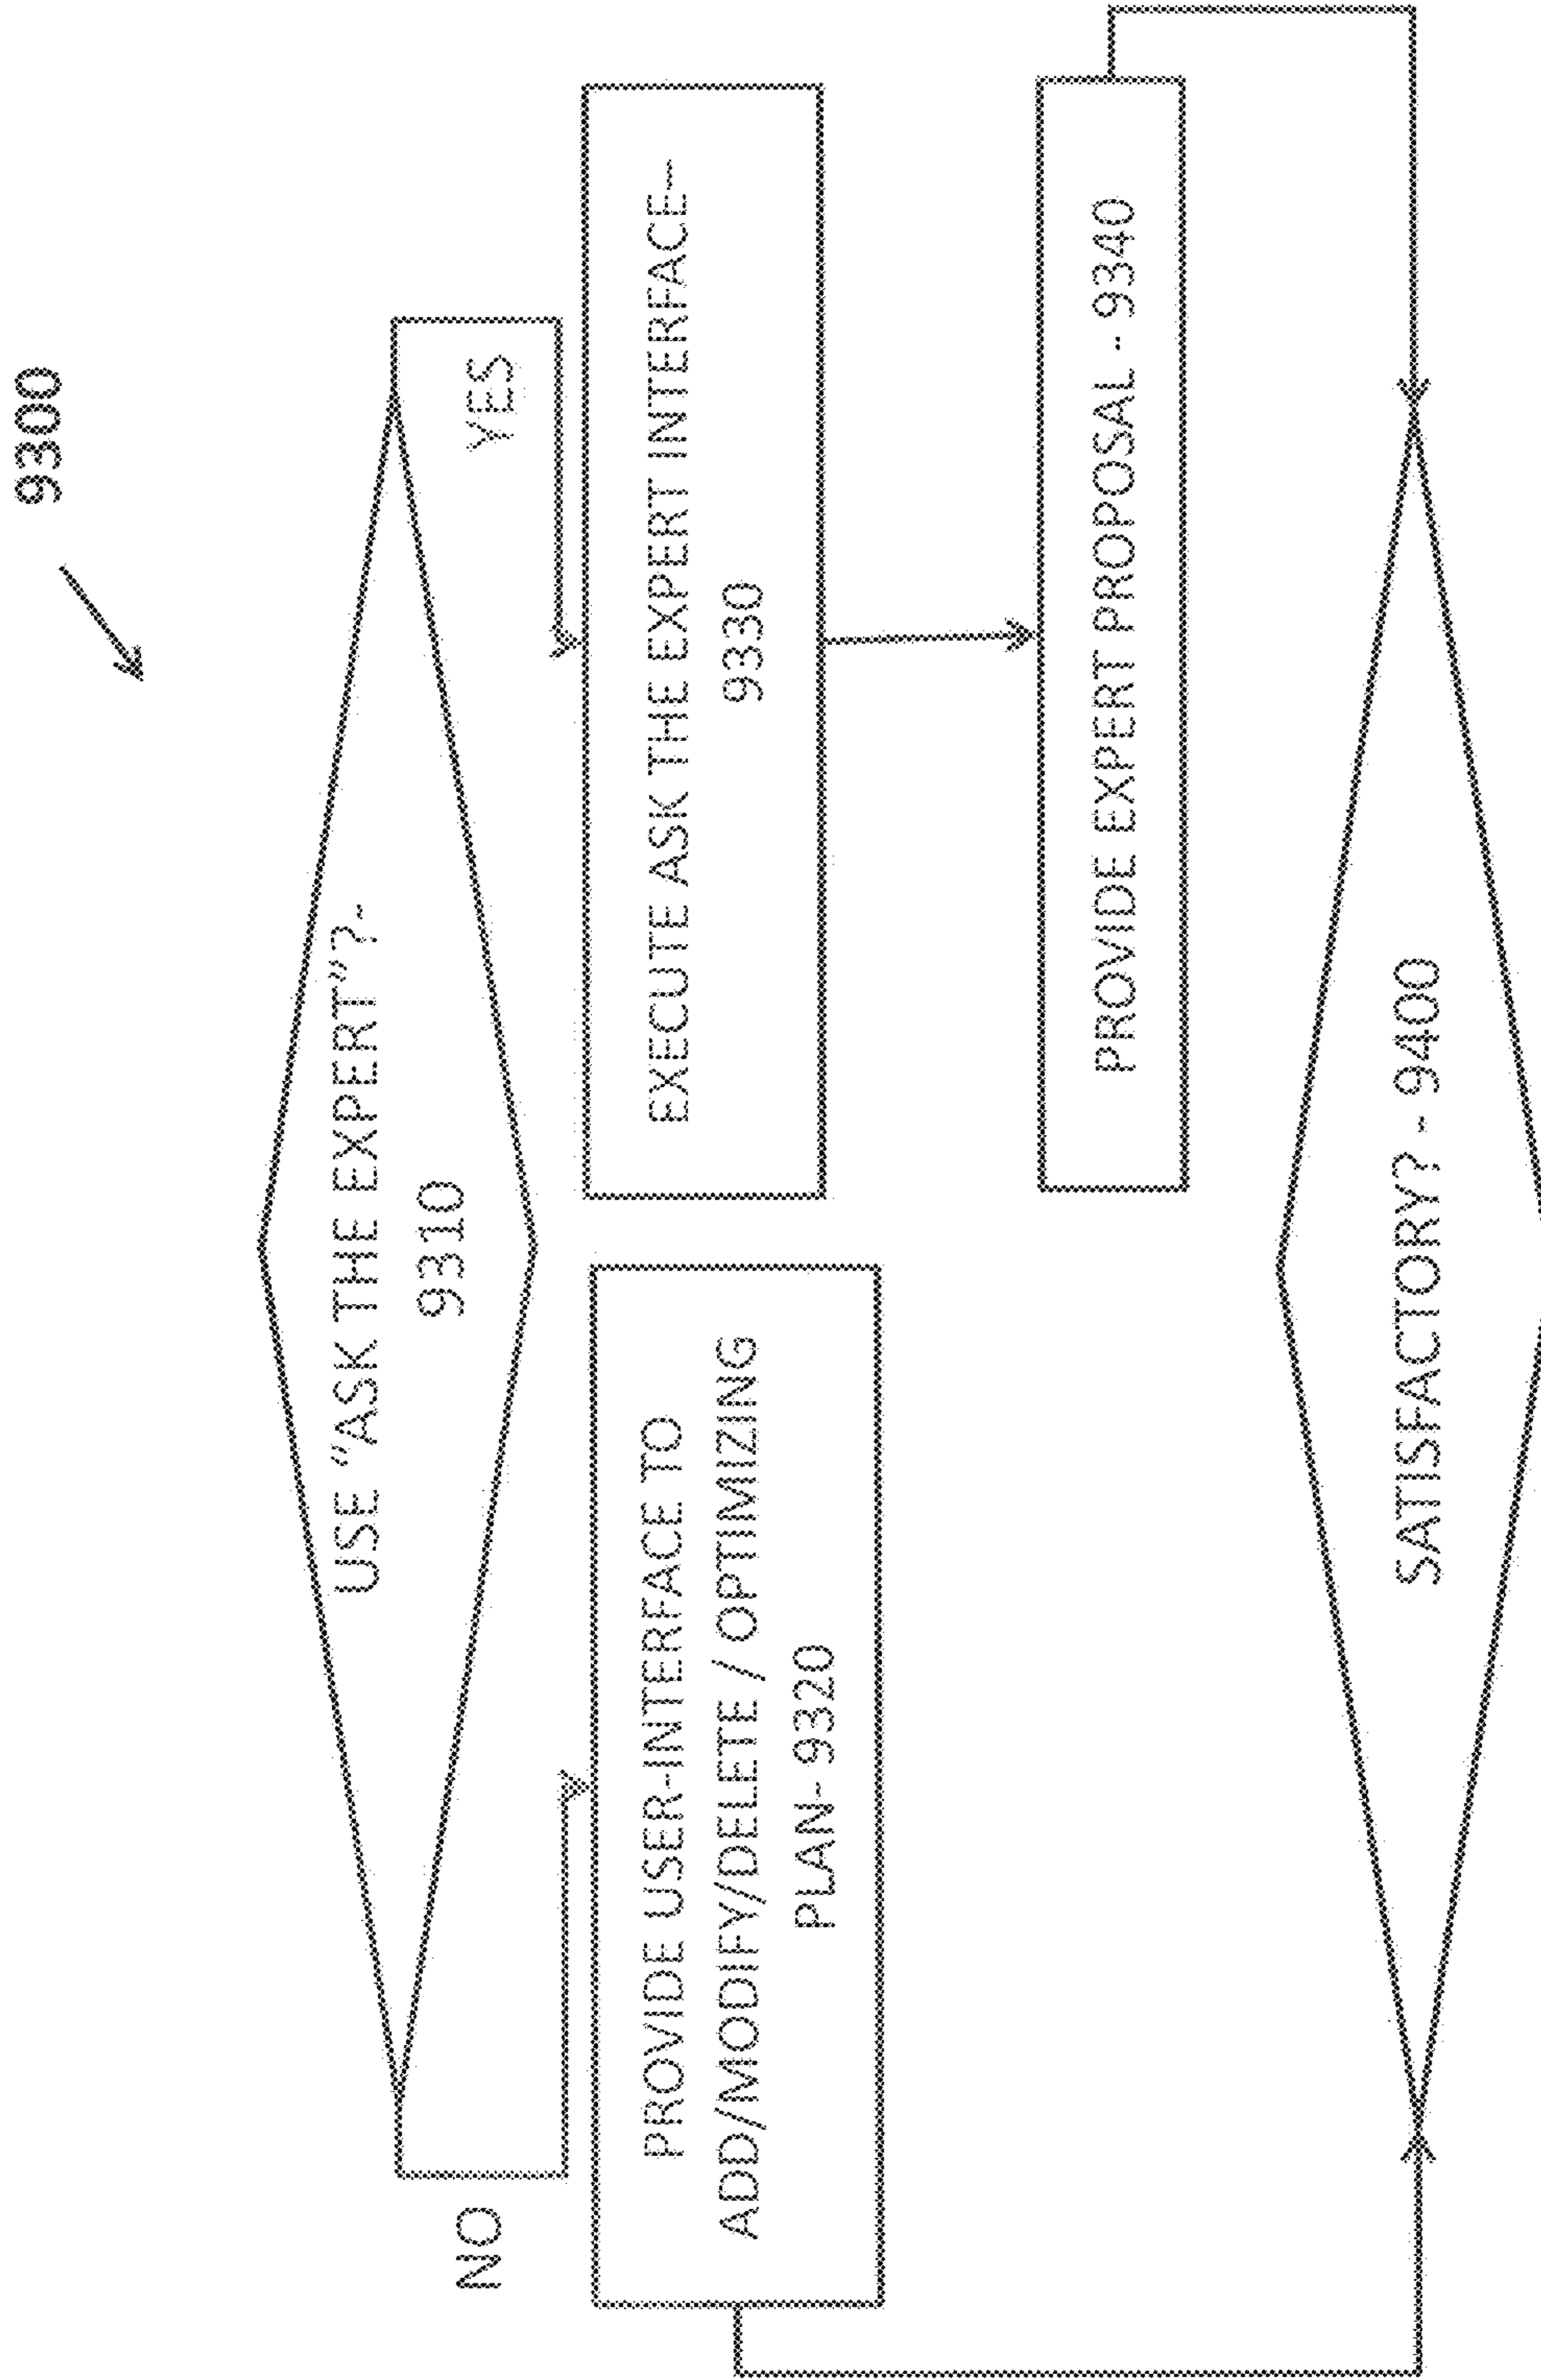 9300
USE "ASK THE EXPERT"?-
9310
YES
NO
EXECUTE ASK THE EXPERT INTERFACE--
9330
PROVIDE USER-INTERFACE TO
ADD/MODIFY/DELETE / OPTIMIZING
PLAN- 9320
PROVIDE EXPERT PROPOSAL -- 9340
SATISFACTORY? - 9400